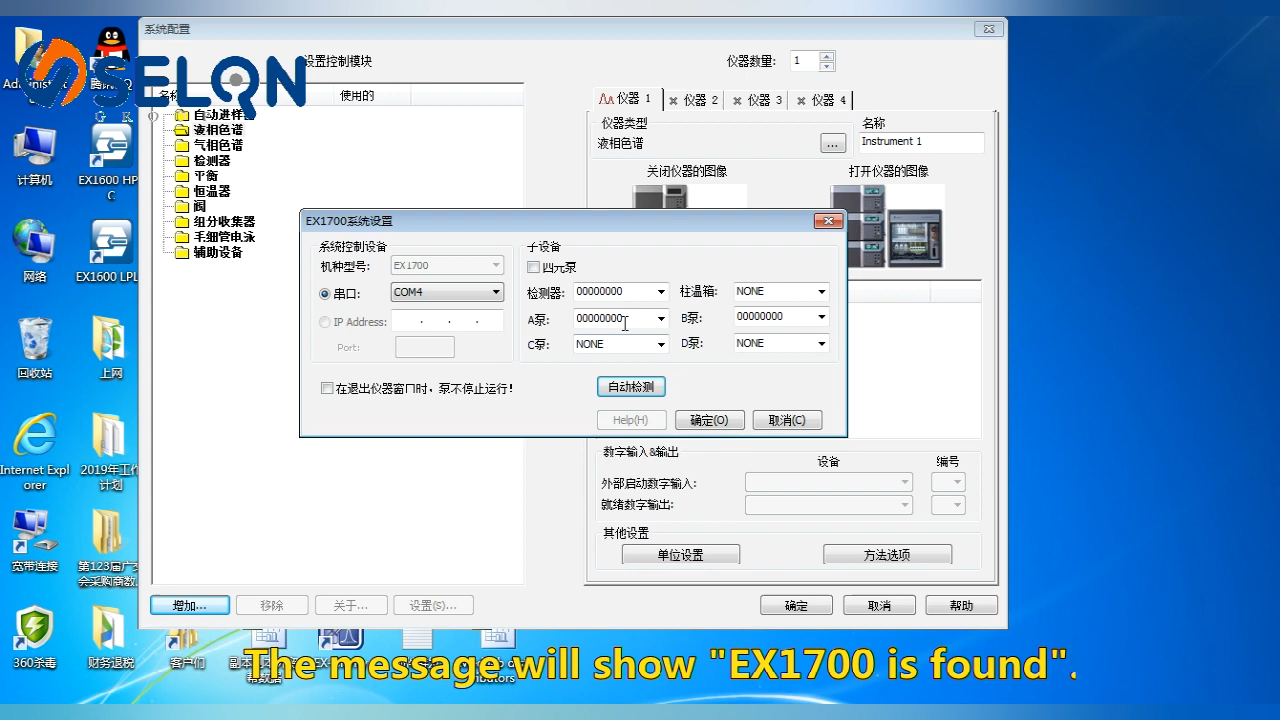 系统配置
SELON
设置控制模块
仪器数量:
1
使用的
自动进样器
液相色谱
气相色谱
检测器
平衡
恒温器
阀
组分收集器
毛细管电泳
辅助设备
仪器 1
仪器 2
仪器 3
仪器 4
仪器类型
液相色谱
...
名称
Instrument 1
关闭仪器的图像
打开仪器的图像
EX1700系统设置
系统控制设备
机种型号:
EX1700
串口:
COM4
IP Address:
Port:
子设备
四元泵
检测器:
00000000
柱温箱:
NONE
A泵:
00000000
B泵:
00000000
C泵:
NONE
D泵:
NONE
在退出仪器窗口时，泵不停止运行!
自动检测
Help(H)
确定(O)
取消(C)
数字输入&输出
设备
编号
外部启动数字输入:
就绪数字输出:
其他设置
单位设置
方法选项
增加...
移除
关于...
设置(S)...
确定
取消
帮助
计算机
EX1600 HP
C
网络
EX1600 LPL
回收站
上网
Internet Expl
orer
2019年工作
计划
宽带连接
第123届广交
会采购商数
360杀毒
财务退税
客户们
The message will show "EX1700 is found".